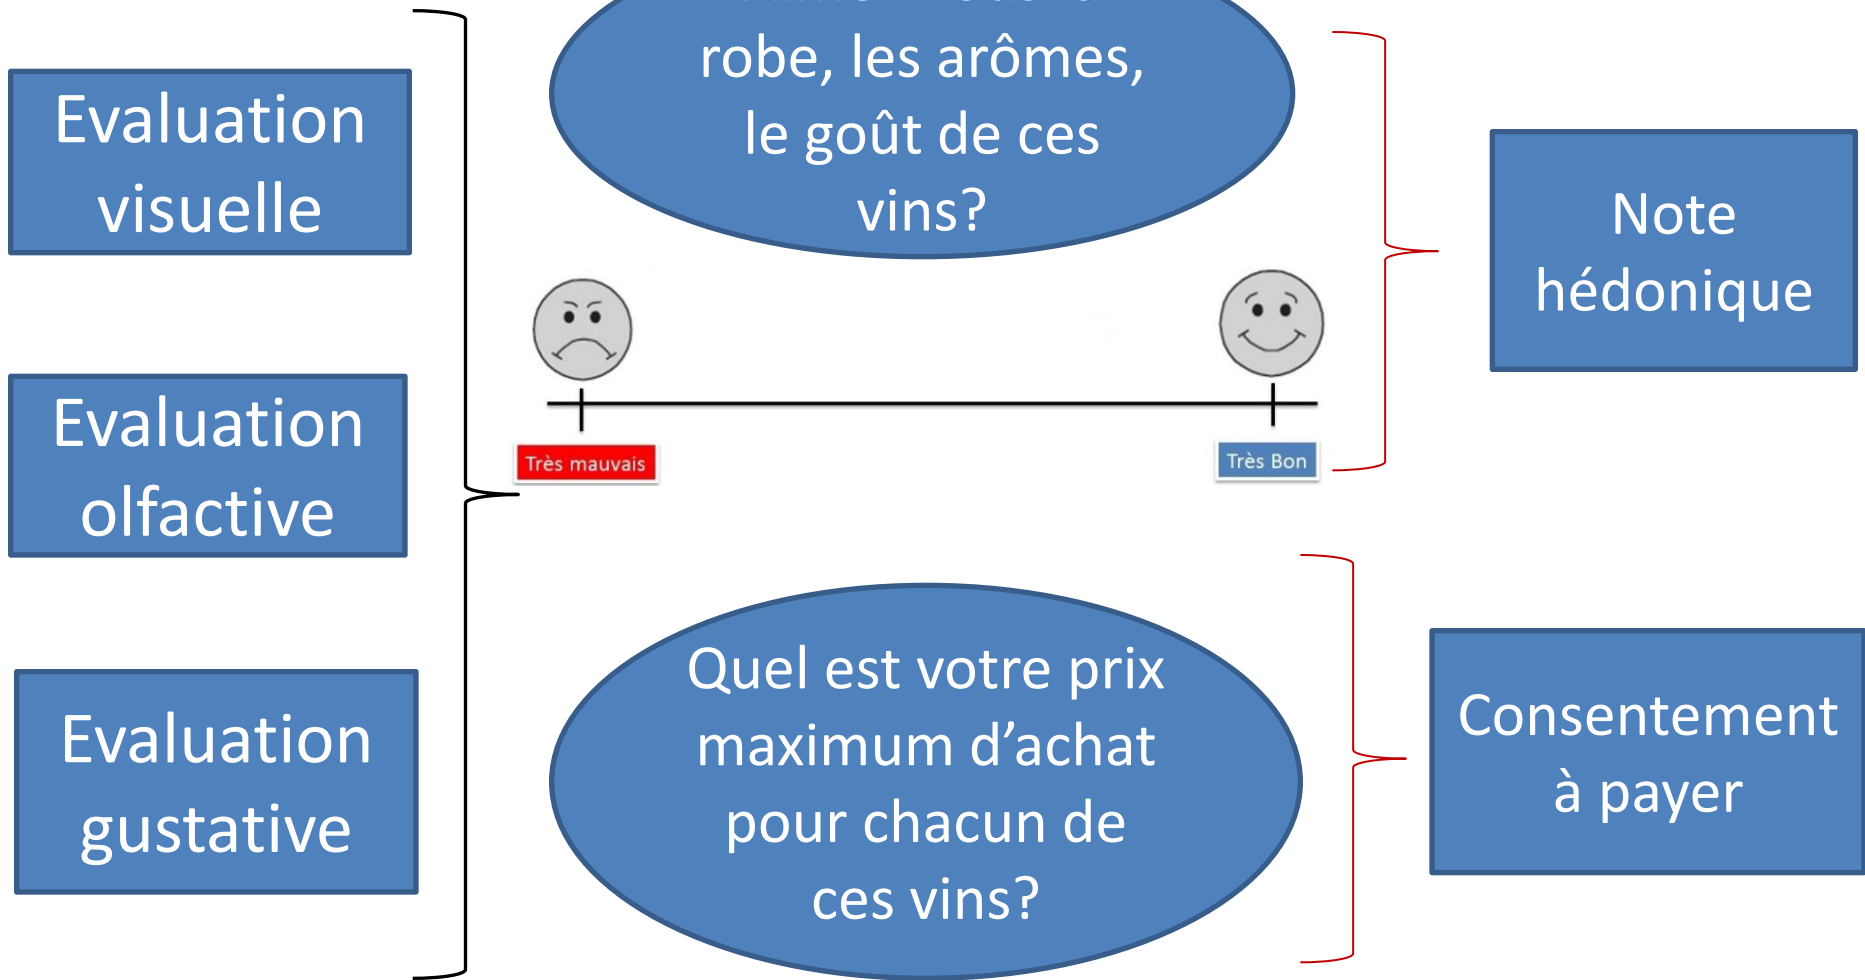 Evaluation
visuelle
Evaluation
olfactive
Evaluation
gustative
robe, les arômes,
le goût de ces
vins?
Très mauvais
Très Bon
Quel est votre prix
maximum d’achat
pour chacun de
ces vins?
Note
hédonique
Consentement
à payer